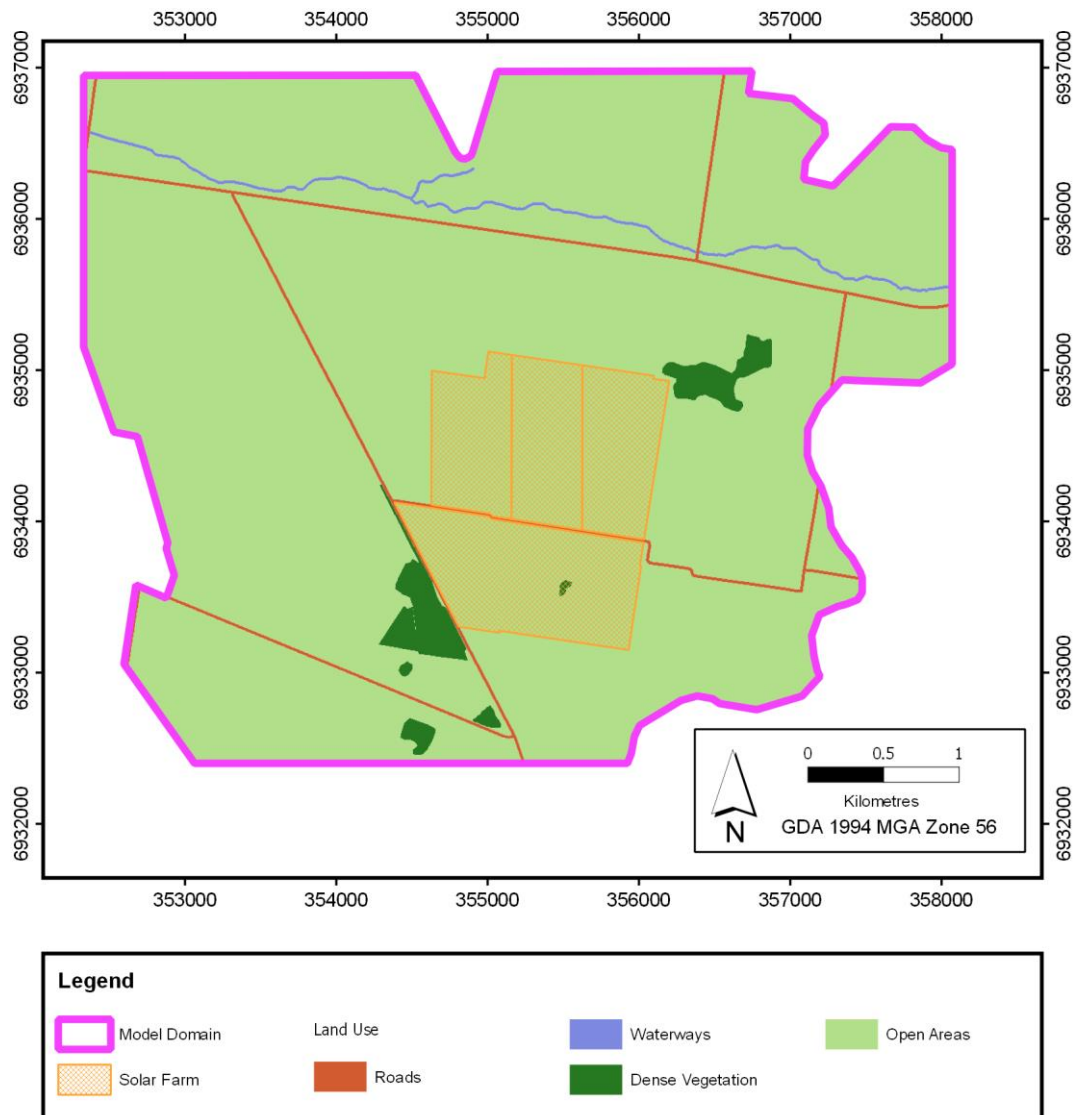 353000 354000 355000 356000 357000 358000
6937000 6937000
6936000 6936000
6935000 6935000
6934000 6934000
6933000 6933000
6932000 6932000
0 0.5 1
Kilometres
N GDA 1994 MGA Zone 56
353000 354000 355000 356000 357000 358000
Legend
Model Domain Land Use Waterways Open Areas
Solar Farm Roads Dense Vegetation